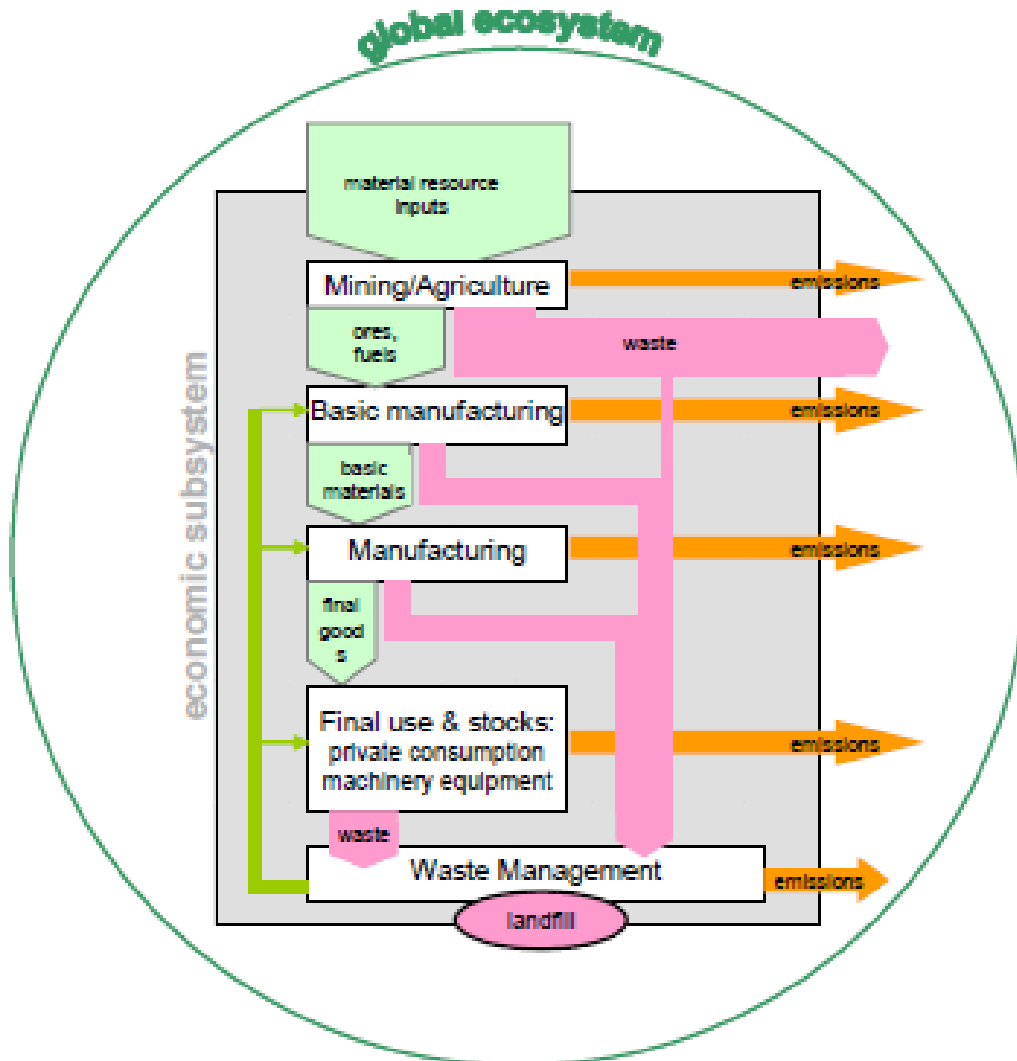 global ecosystem
material resource
inputs
Mining/Agriculture
emissions
ores,
fuels
waste
economic subsystem
Basic manufacturing
emissions
basic
materials
Manufacturing
emissions
final
good
s
Final use & stocks:
private consumption
machinery equipment
emissions
waste
Waste Management
emissions
landfill